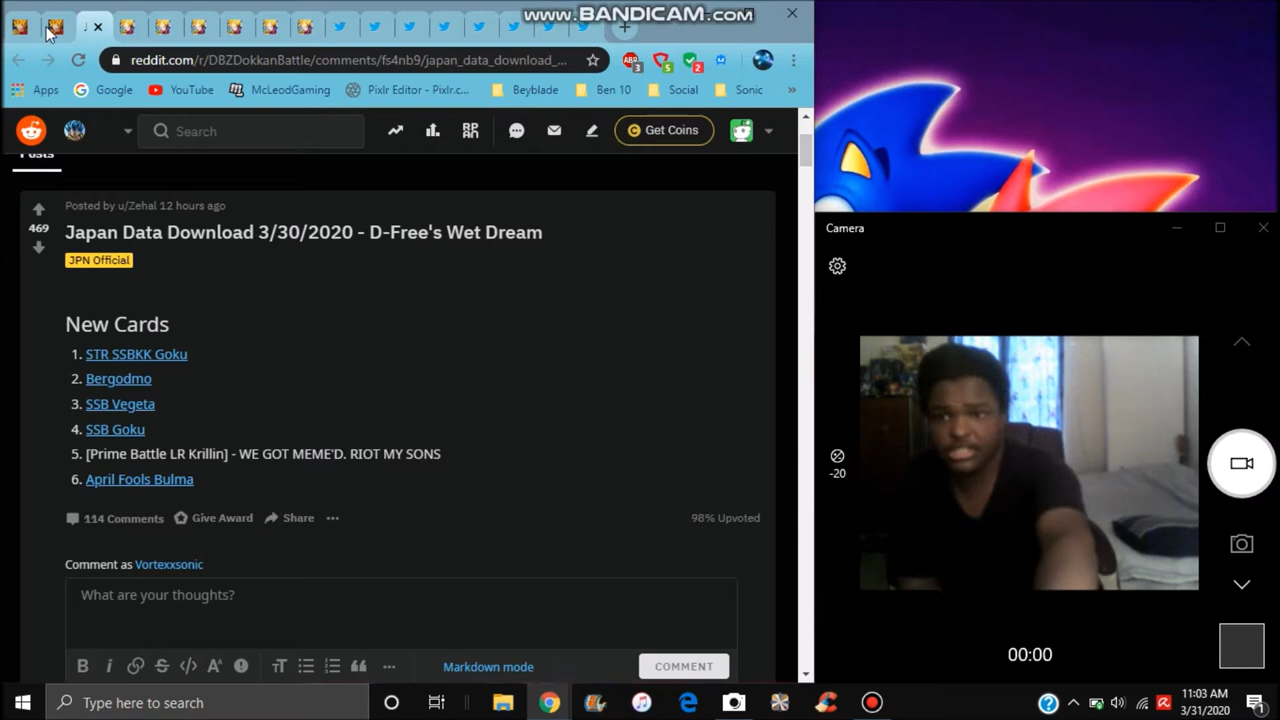 www.BANDICAM.com
reddit.com/r/DBZDokkanBattle/comments/fs4nb9/japan_data_download_...
ABP 3 5 2
Apps Google YouTube McLeodGaming Pixlr Editor - Pixlr.c... Beyblade Ben 10 Social Sonic »
Search
Get Coins
Posts
Posted by u/Zehal 12 hours ago
469
Japan Data Download 3/30/2020 - D-Free's Wet Dream
JPN Official
New Cards
1. STR SSBKK Goku
2. Bergodmo
3. SSB Vegeta
4. SSB Goku
5. [Prime Battle LR Krillin] - WE GOT MEME'D. RIOT MY SONS
6. April Fools Bulma
114 Comments Give Award Share ... 98% Upvoted
Comment as Vortexxsonic
What are your thoughts?
B i S </> A T 99 ... Markdown mode COMMENT
Camera
-20
00:00
Type here to search
11:03 AM
3/31/2020